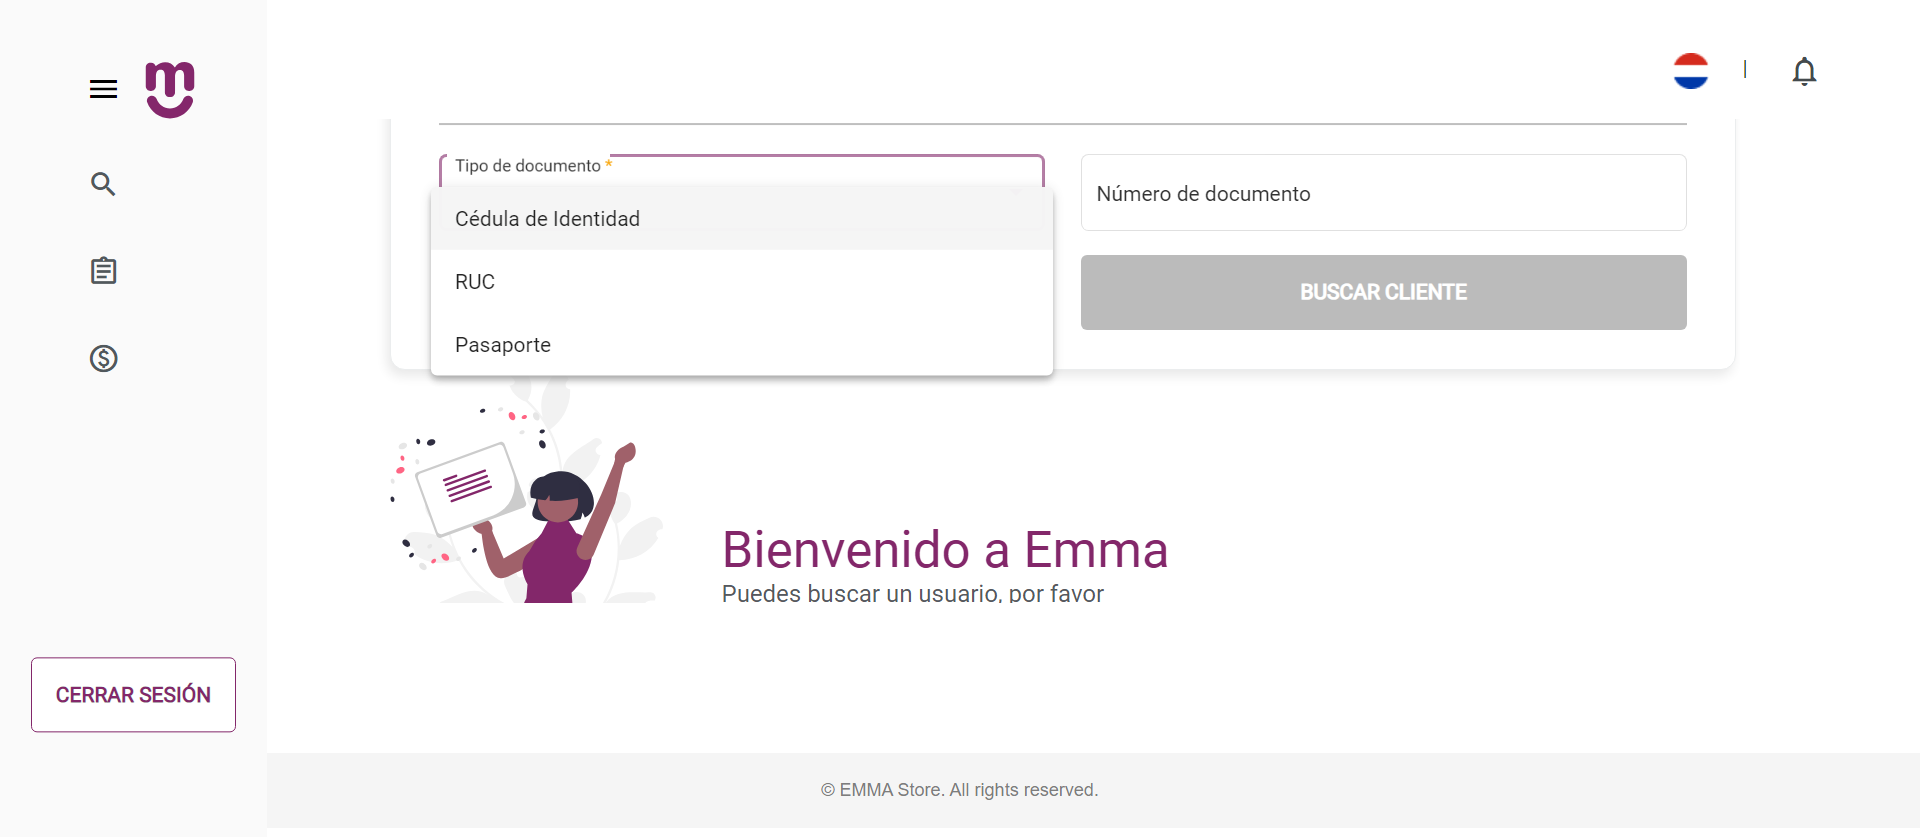 Tipo de documento *
Número de documento
Cédula de Identidad
RUC
Pasaporte
BUSCAR CLIENTE
Bienvenido a Emma
Puedes buscar un usuario, por favor
CERRAR SESIÓN
© EMMA Store. All rights reserved.